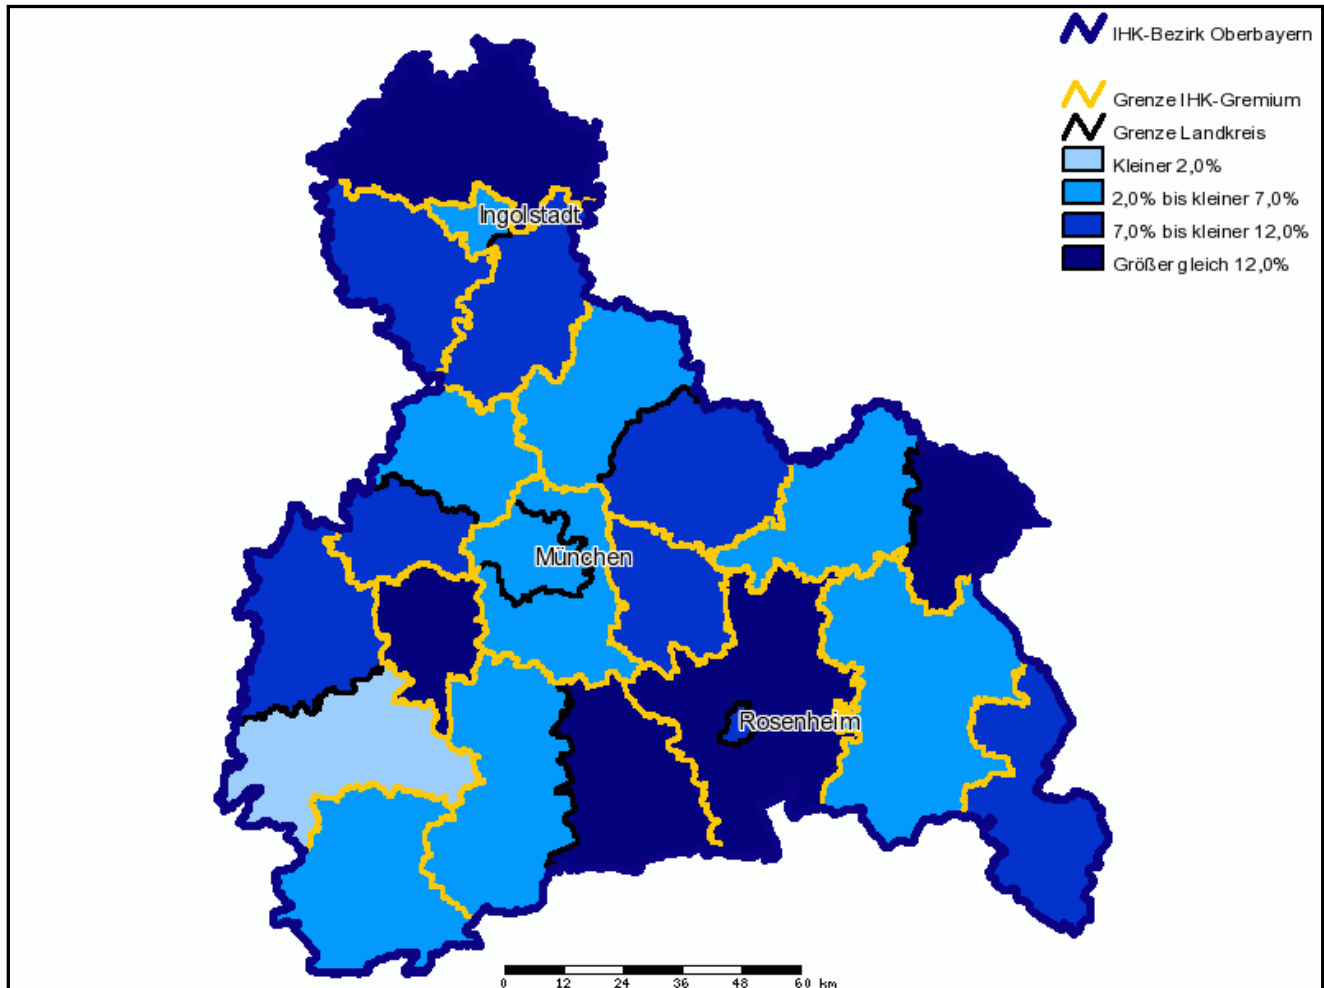 IHK-Bezirk Oberbayern
Grenze IHK-Gremium
Grenze Landkreis
Kleiner 2,0%
2,0% bis kleiner 7,0%
7,0% bis kleiner 12,0%
Größer gleich 12,0%
Ingolstadt
München
Rosenheim
0 12 24 36 48 60 km